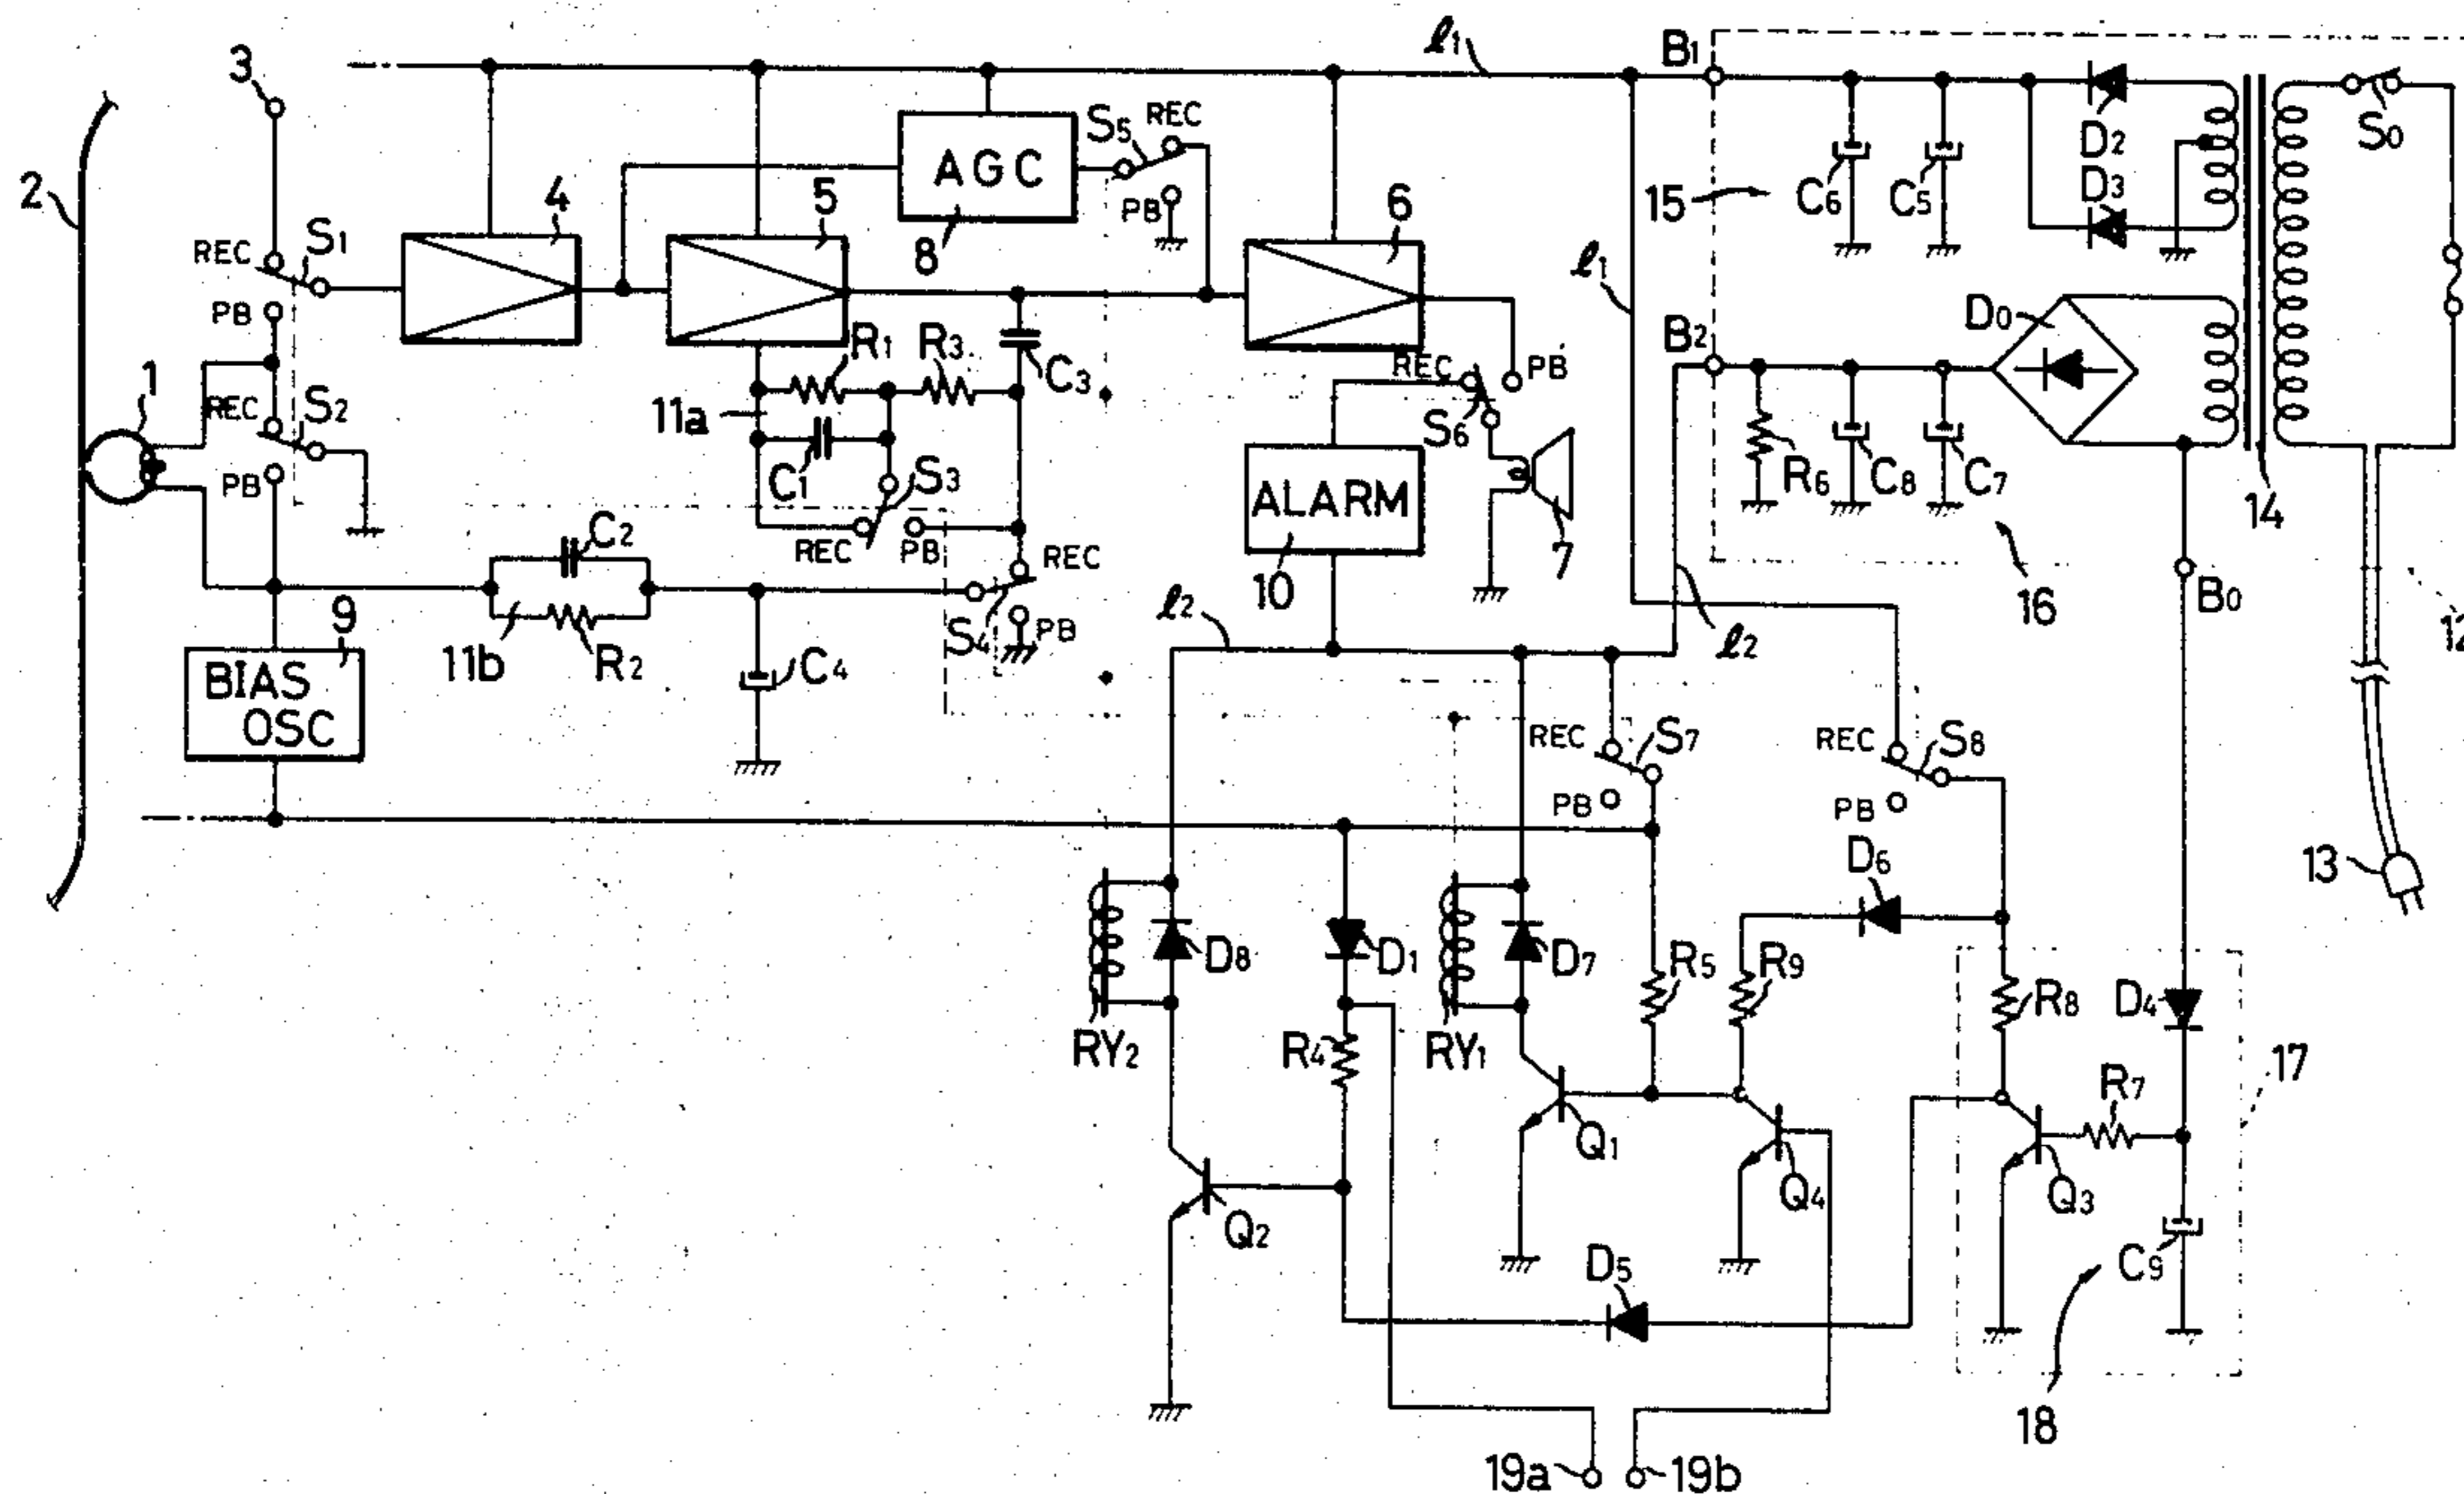 3
ℓ1
B1
2
REC
S1
PB
4
5
AGC
8
S5
REC
PB
6
15
C6
C5
D2
D3
S0
ℓ1
1
REC
S2
PB
11a
R1
R3
C3
C1
S3
REC
PB
REC
PB
S6
B2
D0
R6
C8
C7
14
ALARM
10
7
16
B0
12
9
BIAS
OSC
C2
11b
R2
C4
S4
REC
PB
ℓ2
ℓ2
REC
S7
PB
REC
S8
PB
13
D6
D8
D1
D7
R5
R9
R8
D4
17
RY2
R4
RY1
R7
Q1
Q4
Q3
Q2
D5
C9
18
19a
19b